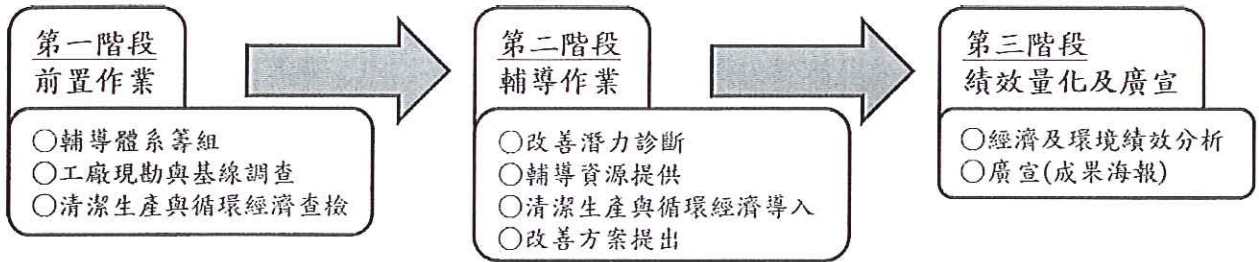 第一階段
前置作業
○輔導體系籌組
○工廠現勘與基線調查
○清潔生產與循環經濟查檢
第二階段
輔導作業
○改善潛力診斷
○輔導資源提供
○清潔生產與循環經濟導入
○改善方案提出
第三階段
績效量化及廣宣
○經濟及環境績效分析
○廣宣(成果海報)